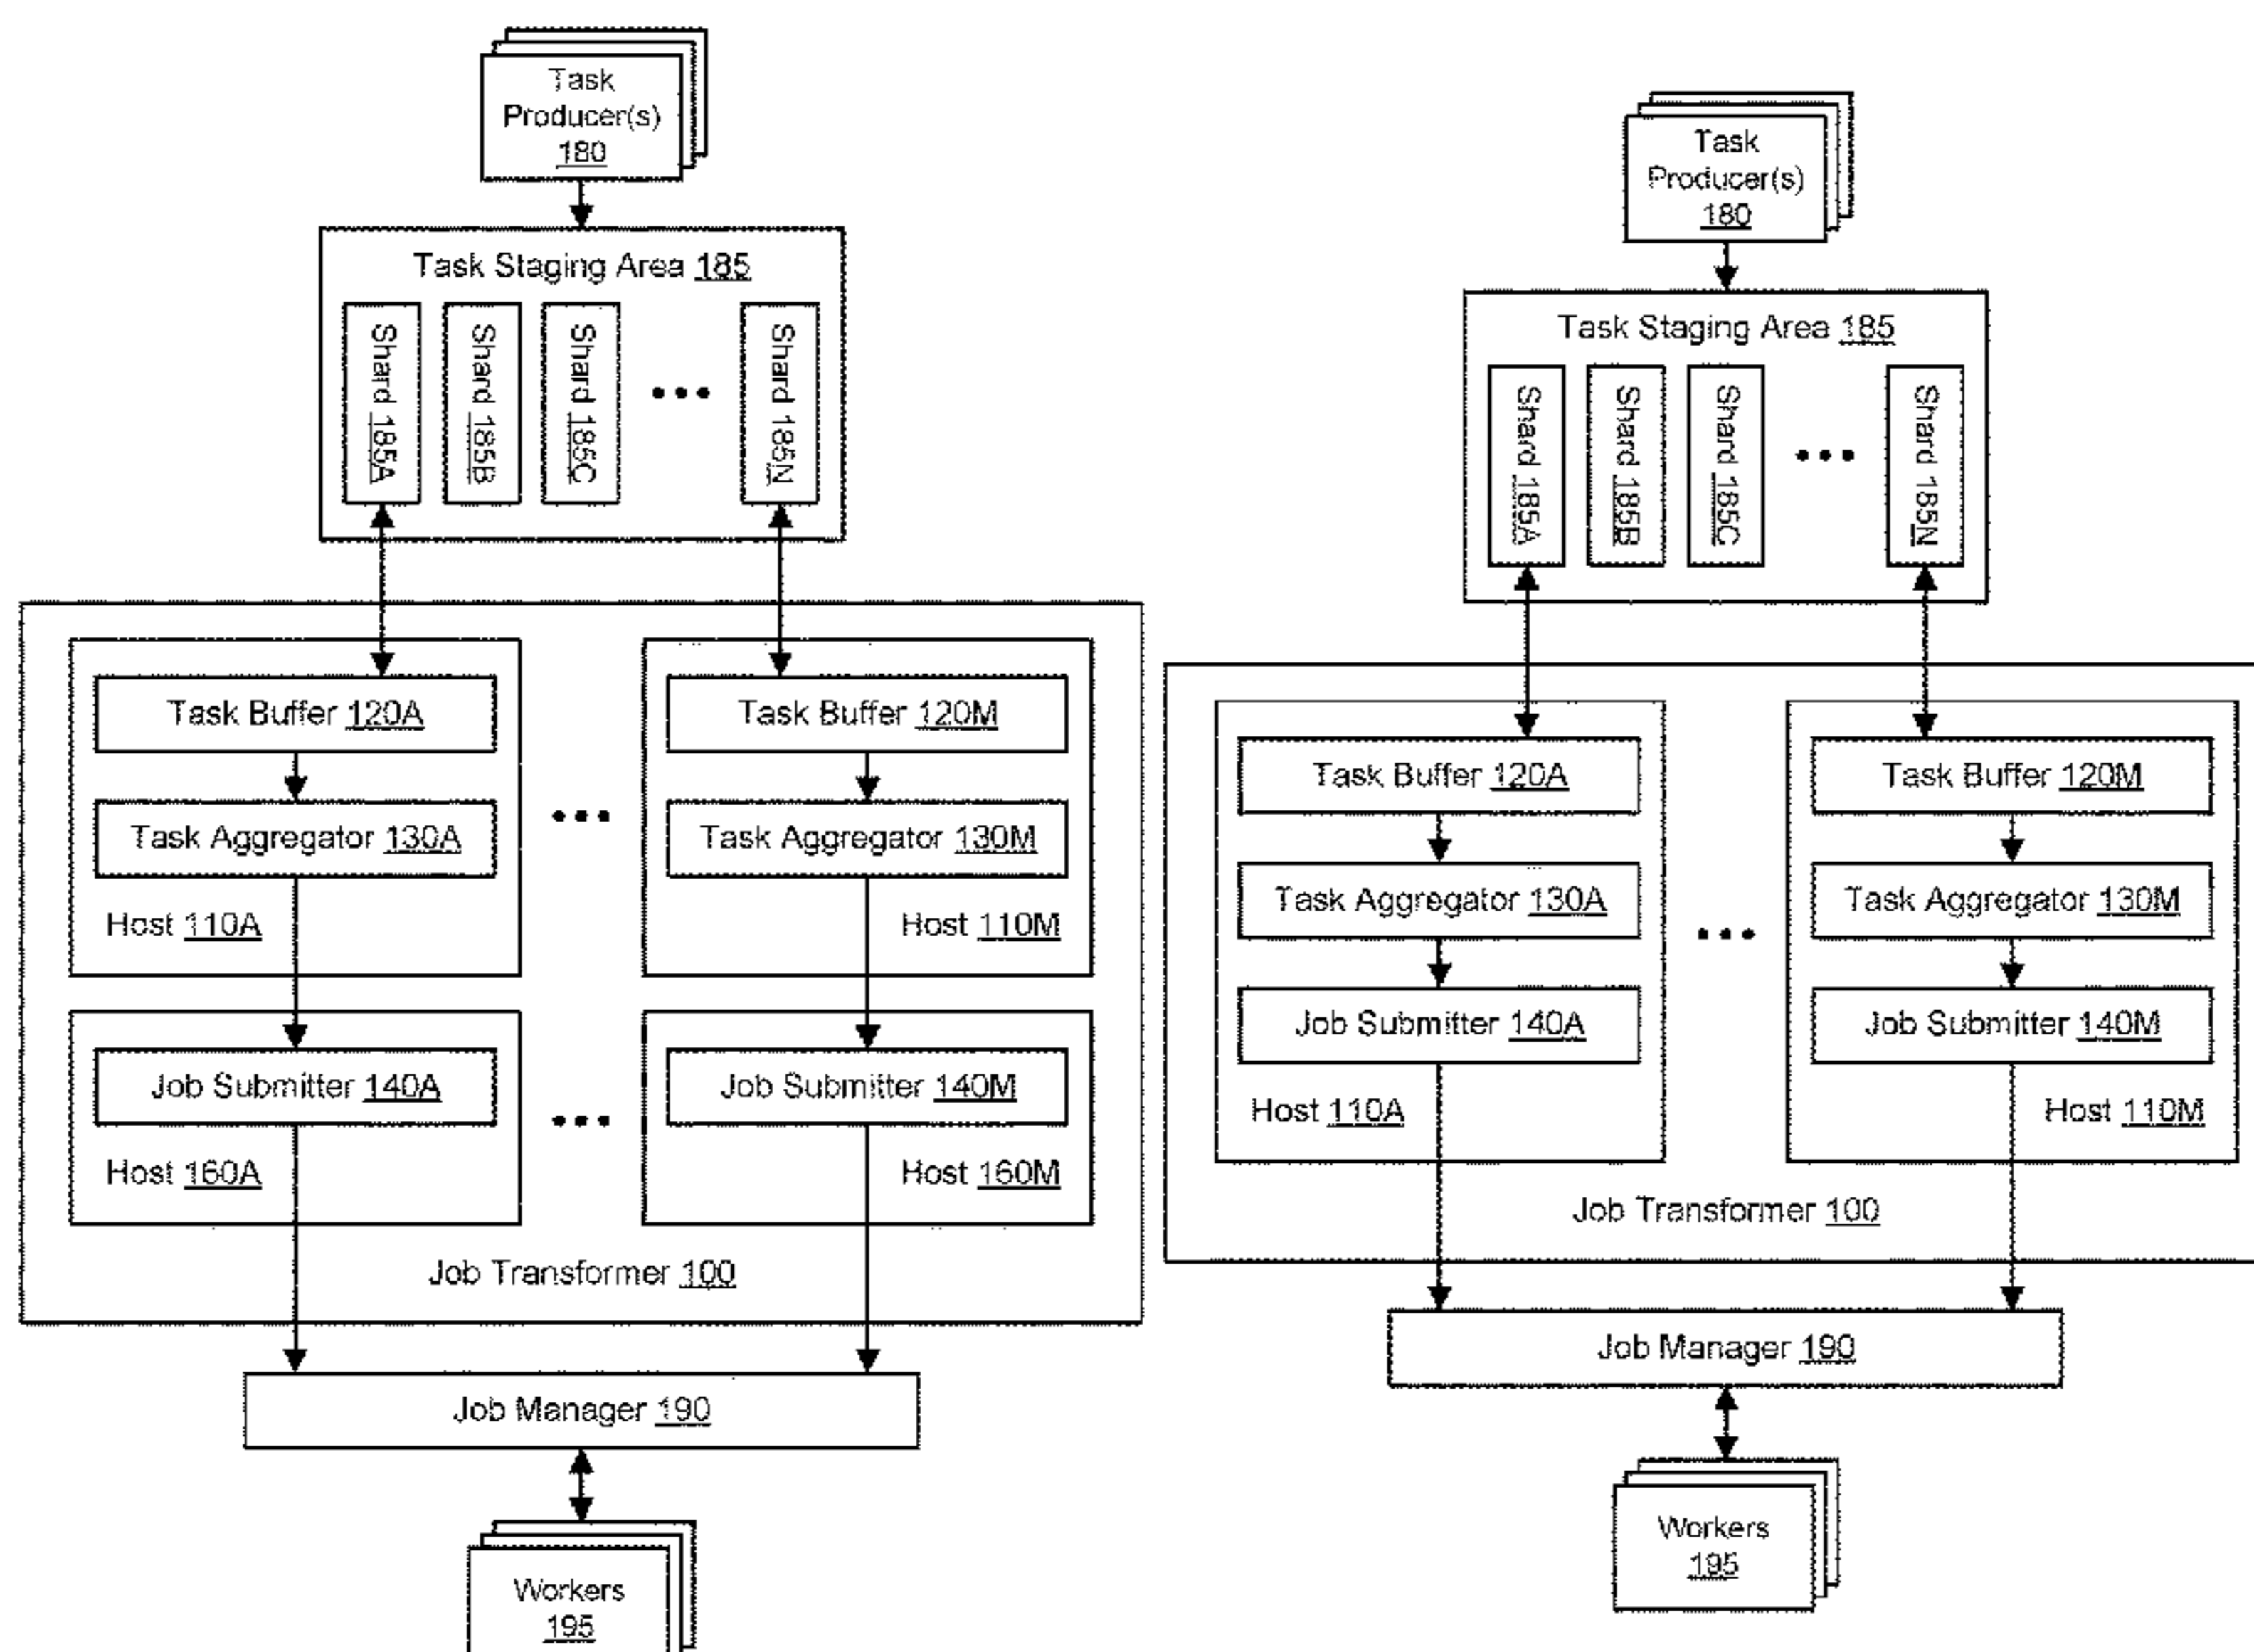 Task
Producer(s)
180
Task Staging Area 185
Shard 185A
Shard 185B
Shard 185C
•••
Shard 185N
Task Buffer 120A
Task Aggregator 130A
Host 110A
•••
Task Buffer 120M
Task Aggregator 130M
Host 110M
Job Submitter 140A
Host 160A
•••
Job Submitter 140M
Host 160M
Job Transformer 100
Job Manager 190
Workers
195
Task
Producer(s)
180
Task Staging Area 185
Shard 185A
Shard 185B
Shard 185C
•••
Shard 185N
Task Buffer 120A
Task Aggregator 130A
Job Submitter 140A
Host 110A
•••
Task Buffer 120M
Task Aggregator 130M
Job Submitter 140M
Host 110M
Job Transformer 100
Job Manager 190
Workers
195